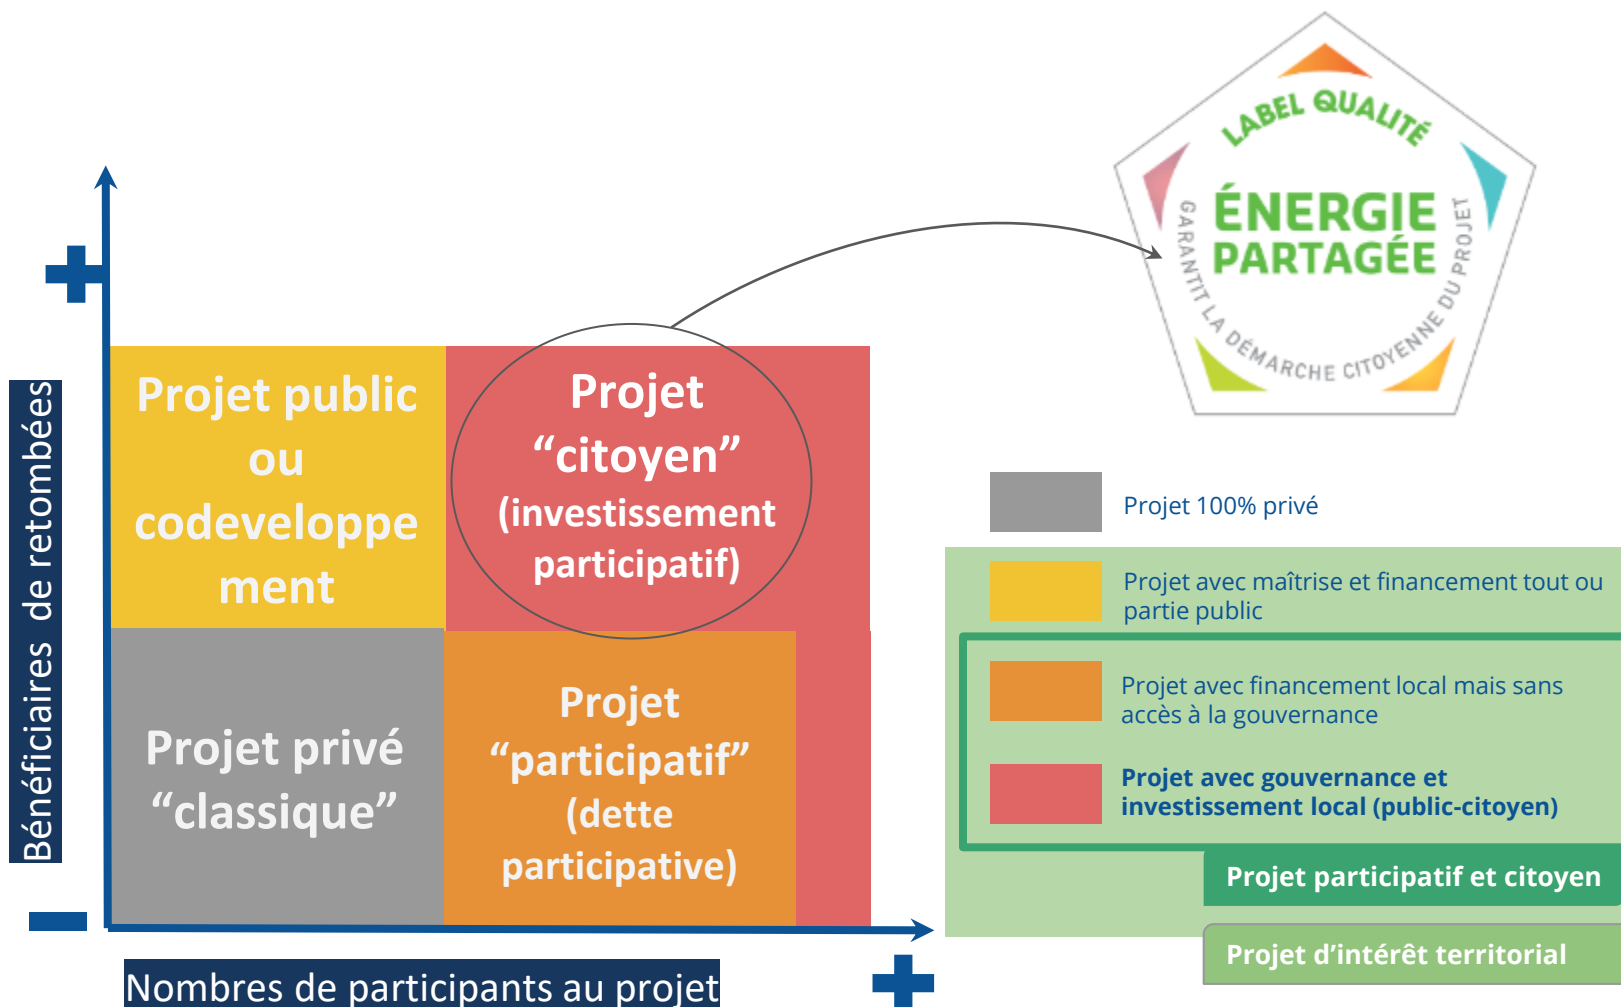 LABEL QUALITÉ
ÉNERGIE
PARTAGÉE
GARANTIT LA DÉMARCHE CITOYENNE DU PROJET
Bénéficiaires de retombées
Projet public
ou
codeveloppe
ment
Projet
“citoyen”
(investissement
participatif)
Projet privé
“classique”
Projet
“participatif”
(dette
participative)
Nombres de participants au projet
Projet 100% privé
Projet avec maîtrise et financement tout ou
partie public
Projet avec financement local mais sans
accès à la gouvernance
Projet avec gouvernance et
investissement local (public-citoyen)
Projet participatif et citoyen
Projet d’intérêt territorial